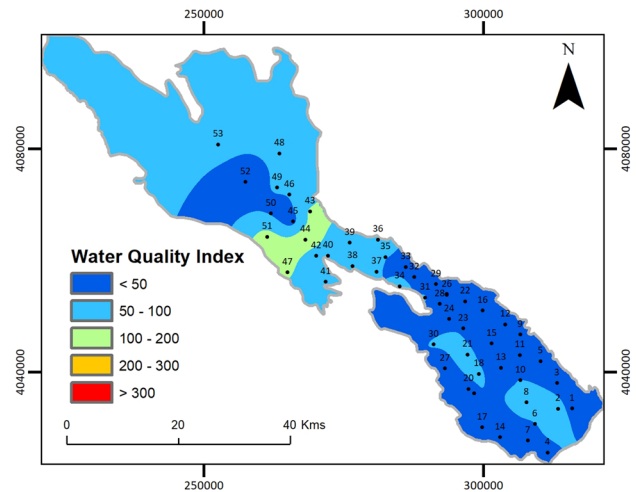 250000 300000
N
53 48
4080000 4080000
52 49 46
50 45 43
51 44 39 36
42 40 35
47 38 37 33
41 34 32
Water Quality Index
< 50
50 - 100
100 - 200
200 - 300
> 300
31 29
28 26 22
24 16
23 12
30 15 9
21 11 5
27 18 13
4040000 4040000
20 10 3
8 2 1
17 6
14 7
4
0 20 40 Kms
250000 300000